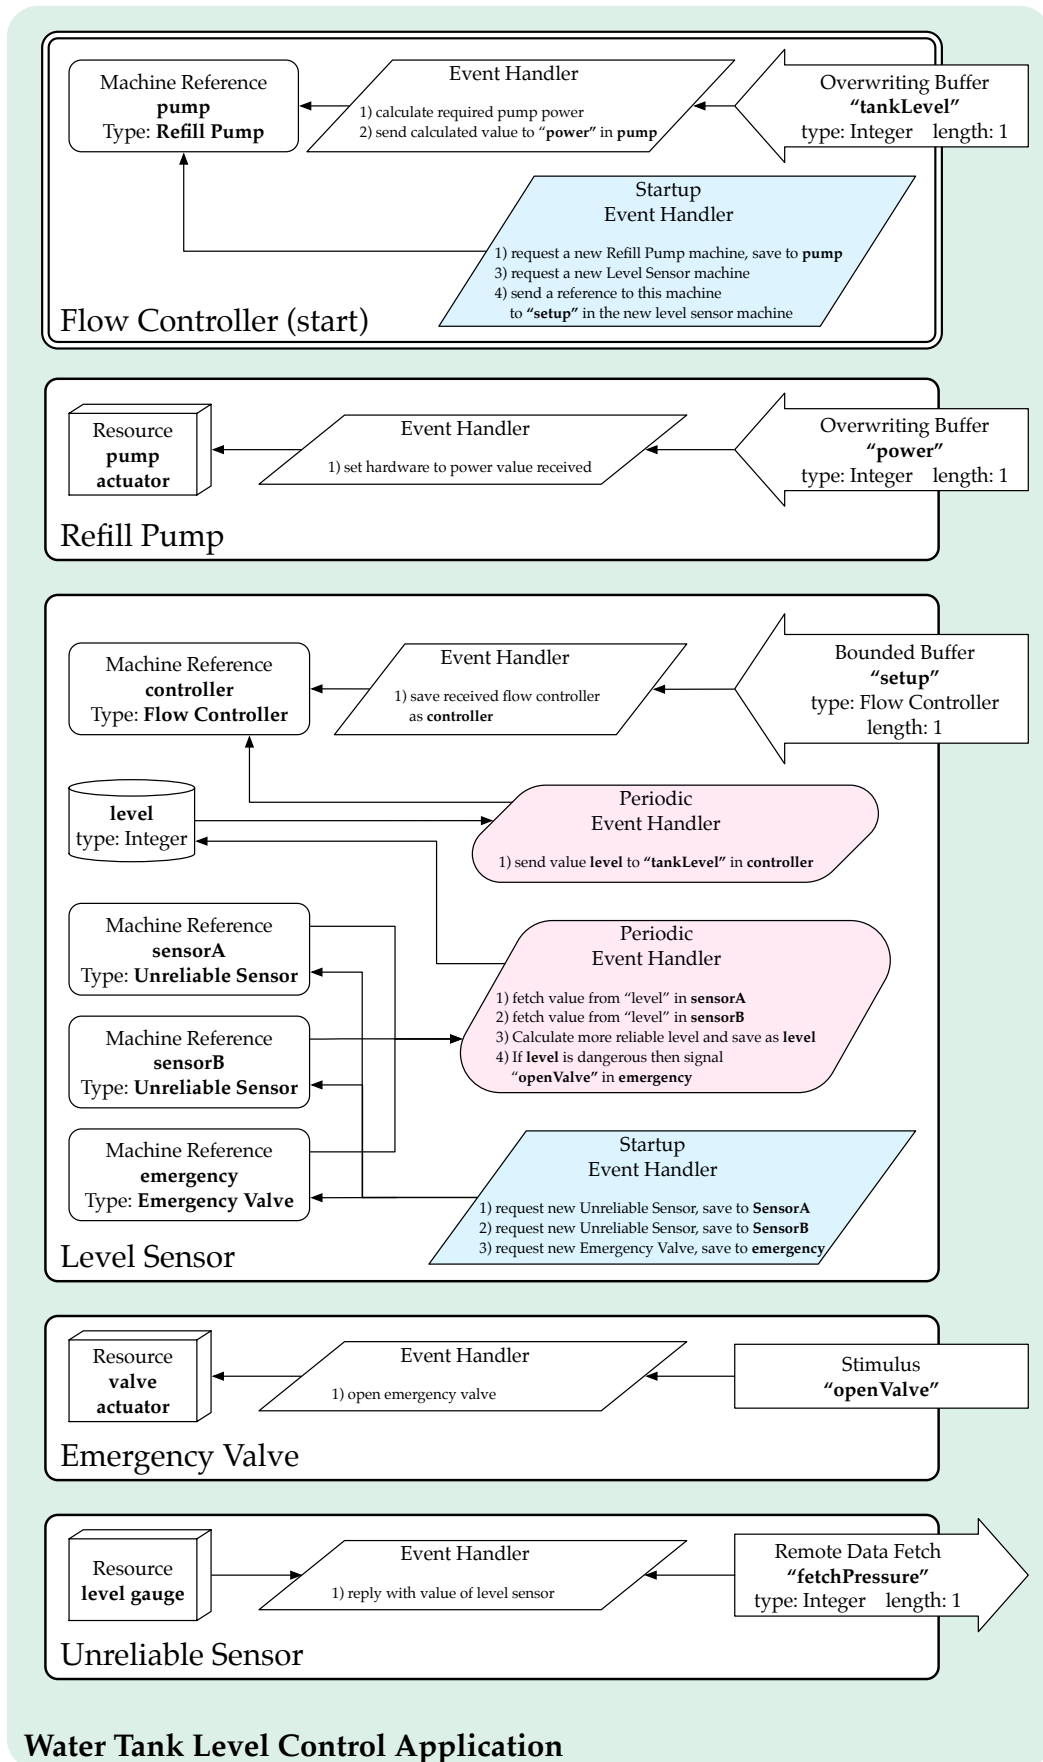 Machine Reference
pump
Type: Refill Pump
Event Handler
1) calculate required pump power
2) send calculated value to “power” in pump
Overwriting Buffer
“tankLevel”
type: Integer length: 1
Startup
Event Handler
1) request a new Refill Pump machine, save to pump
3) request a new Level Sensor machine
4) send a reference to this machine
to “setup” in the new level sensor machine
Flow Controller (start)
Resource
pump
actuator
Event Handler
1) set hardware to power value received
Overwriting Buffer
“power”
type: Integer length: 1
Refill Pump
Machine Reference
controller
Type: Flow Controller
Event Handler
1) save received flow controller
as controller
Bounded Buffer
“setup”
type: Flow Controller
length: 1
level
type: Integer
Periodic
Event Handler
1) send value level to “tankLevel” in controller
Machine Reference
sensorA
Type: Unreliable Sensor
Machine Reference
sensorB
Type: Unreliable Sensor
Periodic
Event Handler
1) fetch value from “level” in sensorA
2) fetch value from “level” in sensorB
3) Calculate more reliable level and save as level
4) If level is dangerous then signal
“openValve” in emergency
Machine Reference
emergency
Type: Emergency Valve
Startup
Event Handler
1) request new Unreliable Sensor, save to SensorA
2) request new Unreliable Sensor, save to SensorB
3) request new Emergency Valve, save to emergency
Level Sensor
Resource
valve
actuator
Event Handler
1) open emergency valve
Stimulus
“openValve”
Emergency Valve
Resource
level gauge
Event Handler
1) reply with value of level sensor
Remote Data Fetch
“fetchPressure”
type: Integer length: 1
Unreliable Sensor
Water Tank Level Control Application